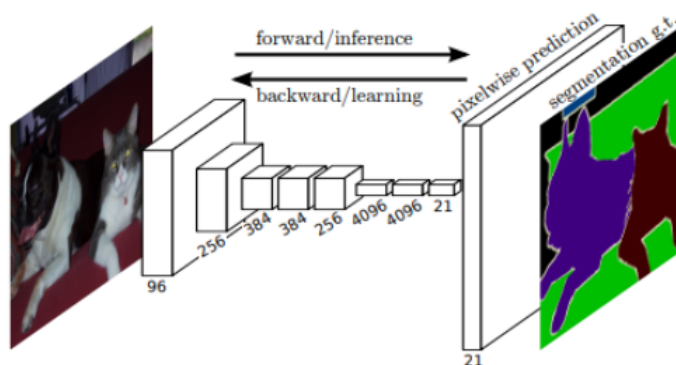 forward/inference
backward/learning
pixelwise prediction
segmentation g.t.
96
256
384
384
256
4096
4096
21
21